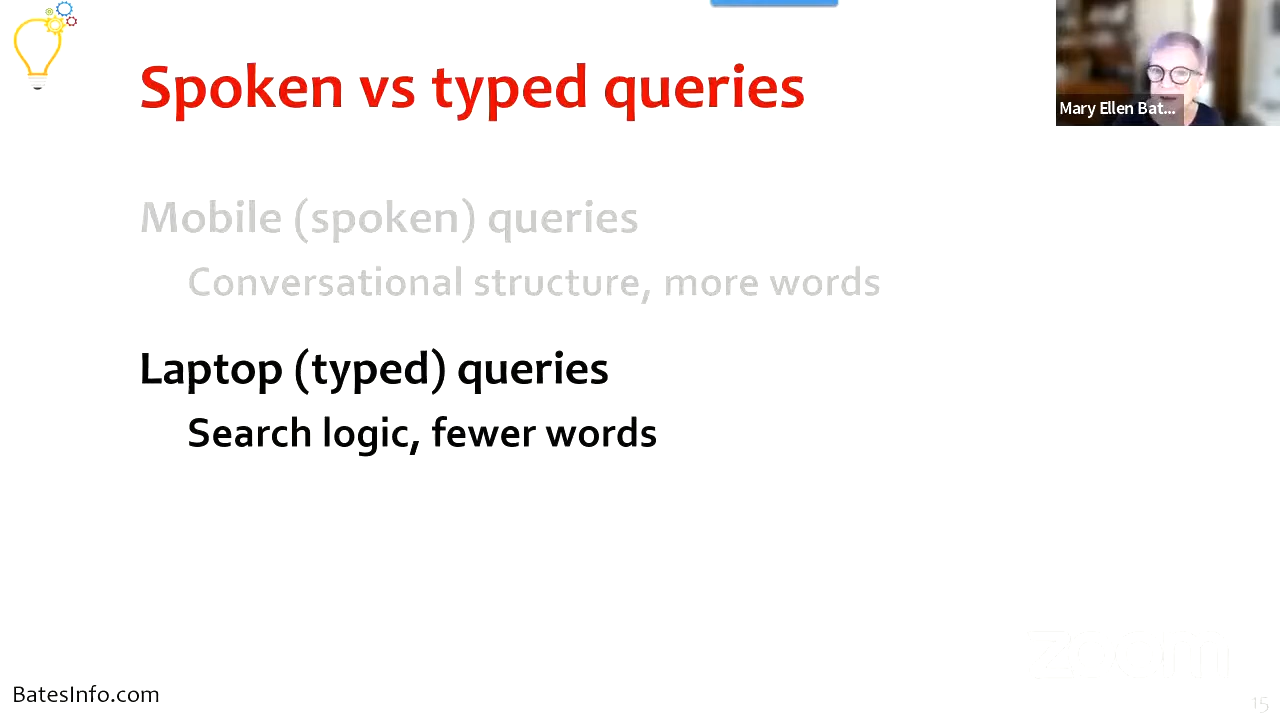 Spoken vs typed queries
Mary Ellen Bat...
Mobile (spoken) queries
Conversational structure, more words
Laptop (typed) queries
Search logic, fewer words
zoom
BatesInfo.com
15